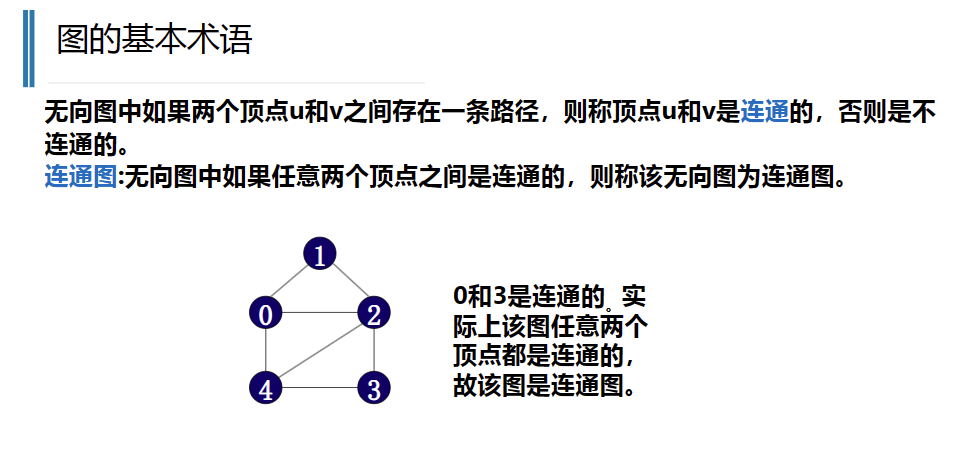 图的基本术语
无向图中如果两个顶点u和v之间存在一条路径，则称顶点u和v是连通的，否则是不
连通的。
连通图:无向图中如果任意两个顶点之间是连通的，则称该无向图为连通图。
1
0
2
4
3
0和3是连通的。实
际上该图任意两个
顶点都是连通的，
故该图是连通图。